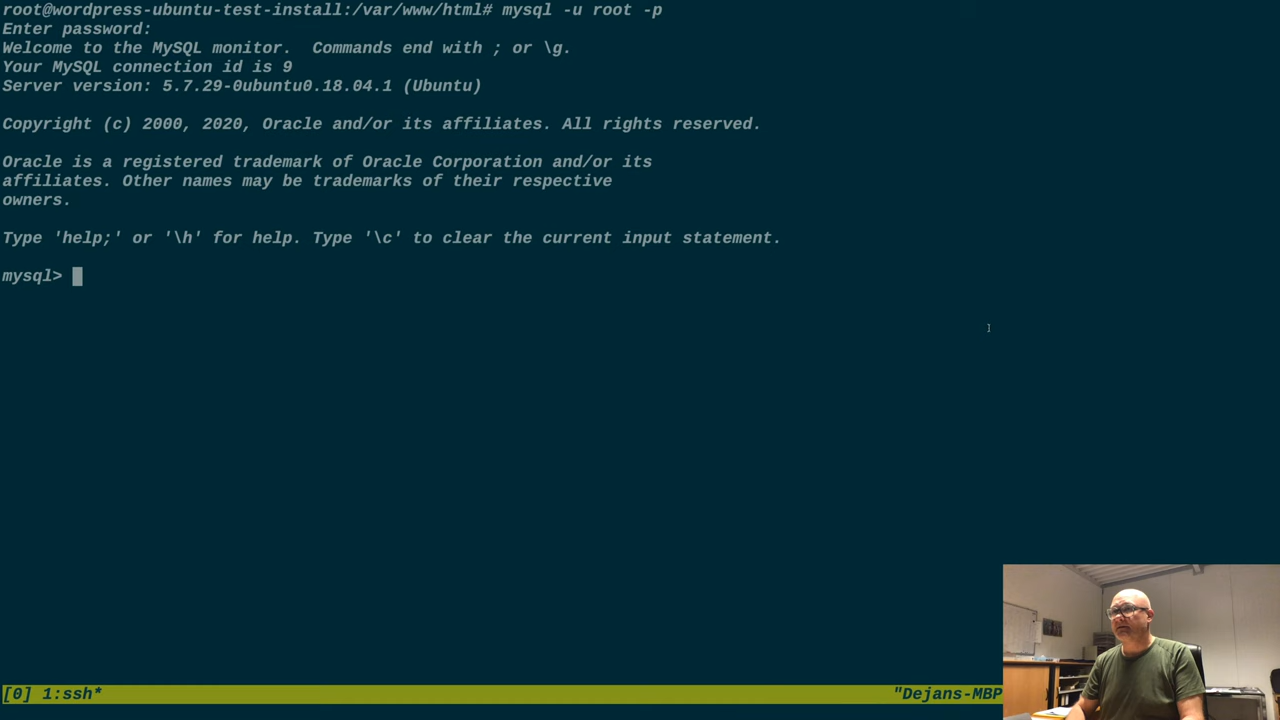 root@wordpress-ubuntu-test-install:/var/www/html# mysql -u root -p
Enter password:
Welcome to the MySQL monitor.  Commands end with ; or \g.
Your MySQL connection id is 9
Server version: 5.7.29-0ubuntu0.18.04.1 (Ubuntu)
Copyright (c) 2000, 2020, Oracle and/or its affiliates. All rights reserved.
Oracle is a registered trademark of Oracle Corporation and/or its
affiliates. Other names may be trademarks of their respective
owners.
Type 'help;' or '\h' for help. Type '\c' to clear the current input statement.
mysql>
[0] 1:ssh* "Dejans-MBP